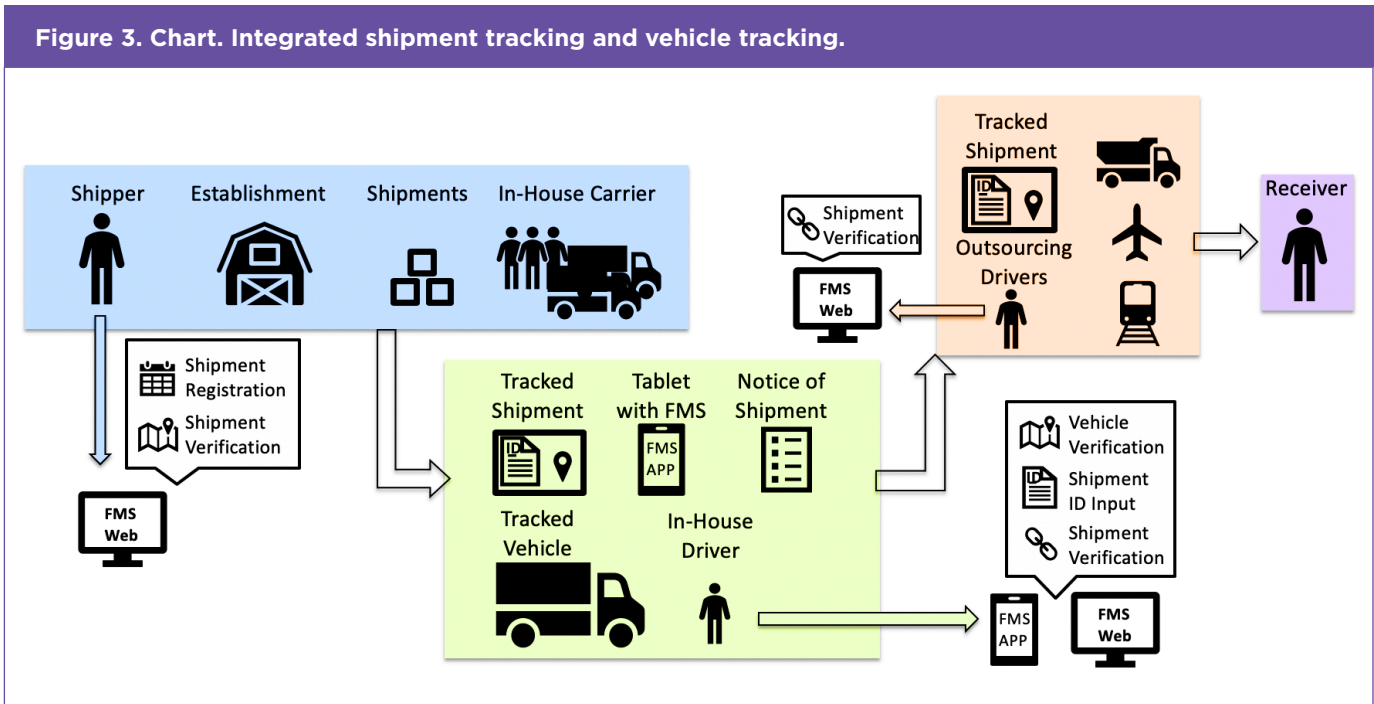 Figure 3. Chart. Integrated shipment tracking and vehicle tracking.
Shipper
Establishment
Shipments
In-House Carrier
Shipment
Registration
Shipment
Verification
FMS
Web
Tracked
Shipment
ID
Tablet
with FMS
FMS
APP
Notice of
Shipment
Tracked
Vehicle
In-House
Driver
Shipment
Verification
FMS
Web
Tracked
Shipment
ID
Outsourcing
Drivers
Receiver
Vehicle
Verification
ID
Shipment
ID Input
Shipment
Verification
FMS
APP
FMS
Web